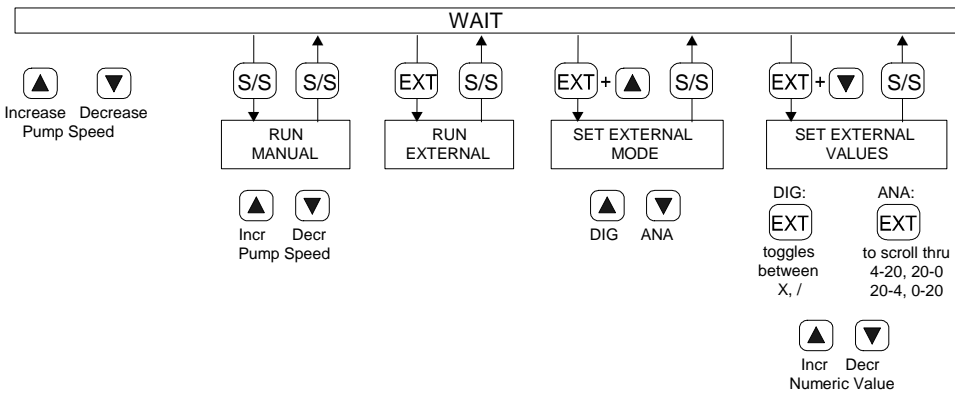 WAIT
S/S S/S EXT S/S EXT + S/S EXT + S/S
Increase Decrease
Pump Speed
RUN
MANUAL
RUN
EXTERNAL
SET EXTERNAL
MODE
SET EXTERNAL
VALUES
Incr Decr
Pump Speed
DIG ANA
DIG:
EXT
toggles
between
X, /
ANA:
EXT
to scroll thru
4-20, 20-0
20-4, 0-20
Incr Decr
Numeric Value